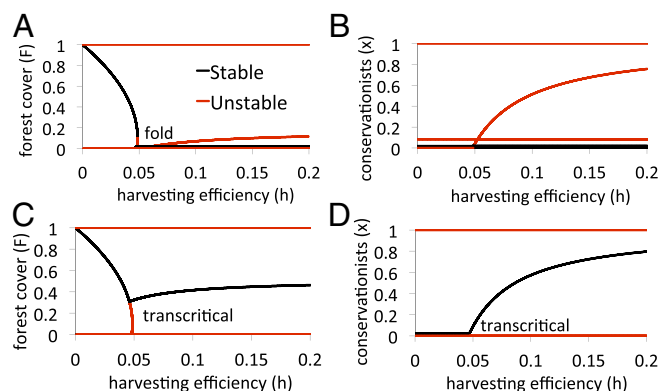 A
B
forest cover (F)
1
0.8
0.6
0.4
0.2
0
Stable
Unstable
fold
0
0.05
0.1
0.15
0.2
harvesting efficiency (h)
conservationists (x)
1
0.8
0.6
0.4
0.2
0
0
0.05
0.1
0.15
0.2
harvesting efficiency (h)
C
D
forest cover (F)
1
0.8
0.6
0.4
0.2
0
transcritical
0
0.05
0.1
0.15
0.2
harvesting efficiency (h)
conservationists (x)
1
0.8
0.6
0.4
0.2
0
transcritical
0
0.05
0.1
0.15
0.2
harvesting efficiency (h)